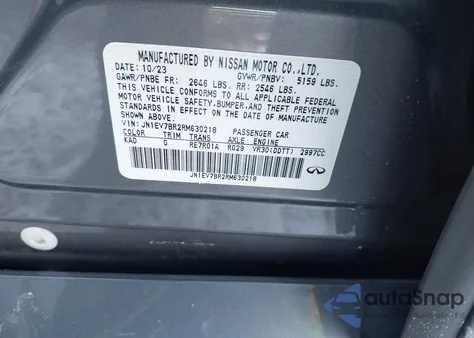 MANUFACTURED BY NISSAN MOTOR CO.,LTD.
DATE: 10/23 GVWR/PNBV: 5159 LBS.
GAWR/PNBE FR: 2646 LBS. RR: 2546 LBS.
THIS VEHICLE CONFORMS TO ALL APPLICABLE FEDERAL
MOTOR VEHICLE SAFETY, BUMPER, AND THEFT PREVENTION
STANDARDS IN EFFECT ON THE DATE OF MANUFACTURE
SHOWN ABOVE.
VIN: JN1EV7BR2RM630218 PASSENGER CAR
COLOR TRIM TRANS AXLE ENGINE
KAD G RE7R01A RG29 VR30(DDTT) 2997CC
JN1EV7BR2RM630218
autoSnap